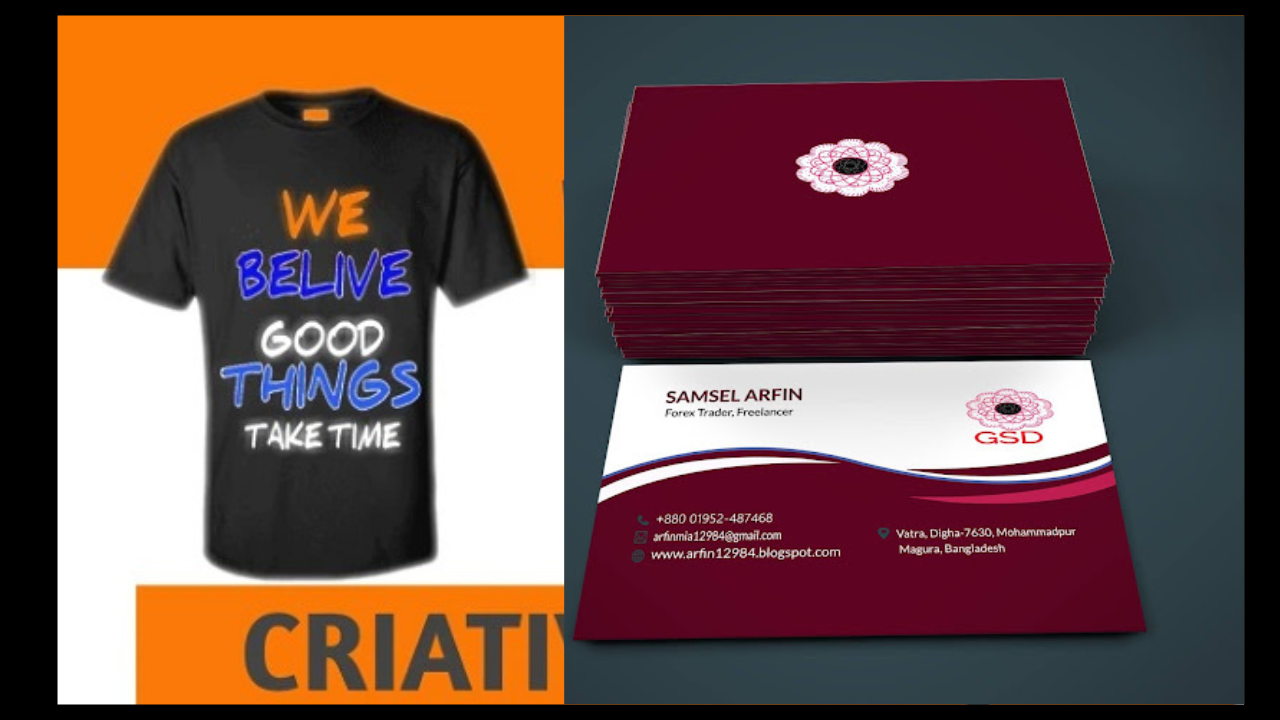 WE
BELIVE
GOOD
THINGS
TAKE TIME
CRIATI
SAMSEL ARFIN
Forex Trader, Freelancer
GSD
+880 01952-487468
arfinmia12984@gmail.com
www.arfin12984.blogspot.com
Vatra, Digha-7630, Mohammadpur
Magura, Bangladesh